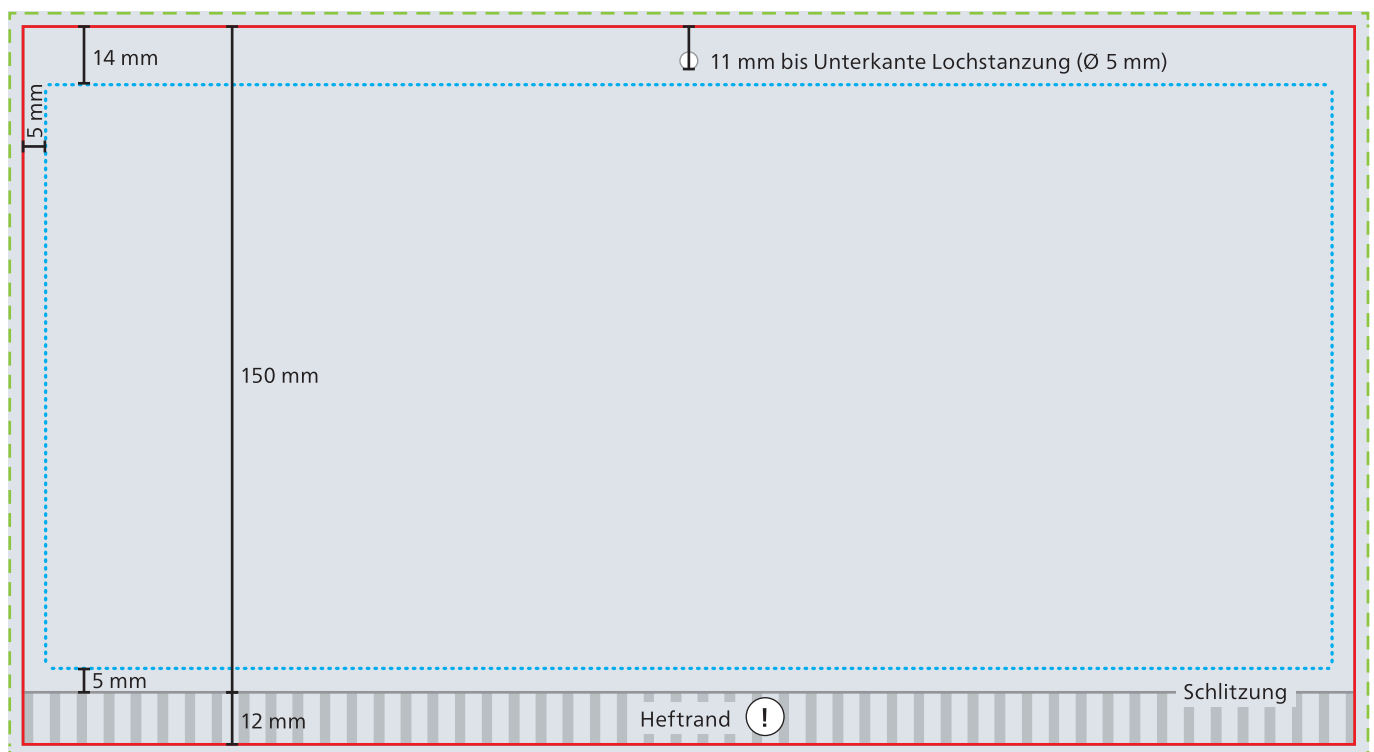 14 mm
11 mm bis Unterkante Lochstanzung (Ø 5 mm)
5 mm
150 mm
5 mm
Schlitzung
12 mm
Heftrand
!